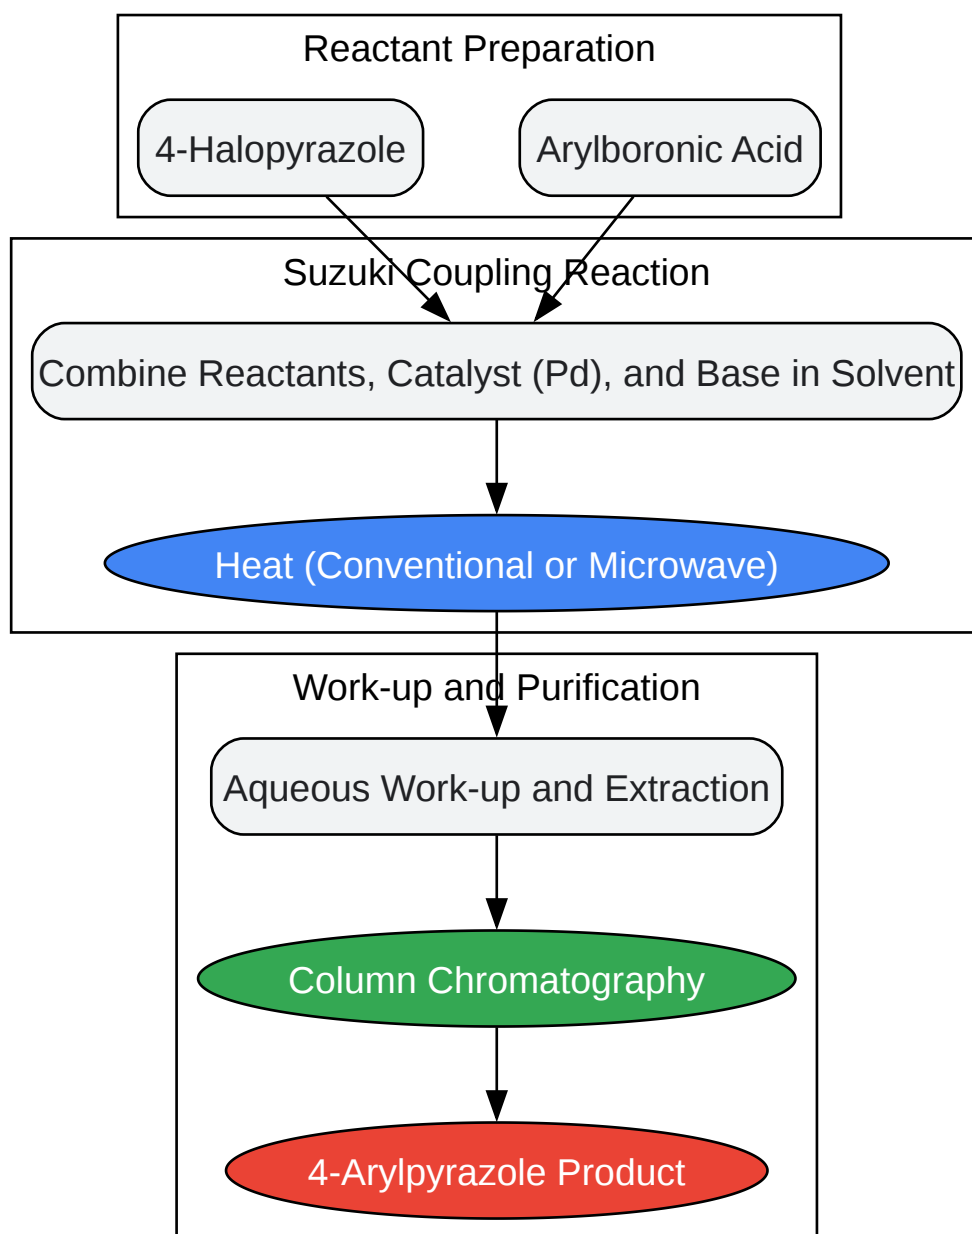 Reactant Preparation
4-Halopyrazole
Arylboronic Acid
Suzuki Coupling Reaction
Combine Reactants, Catalyst (Pd), and Base in Solvent
Heat (Conventional or Microwave)
Work-up and Purification
Aqueous Work-up and Extraction
Column Chromatography
4-Arylpyrazole Product